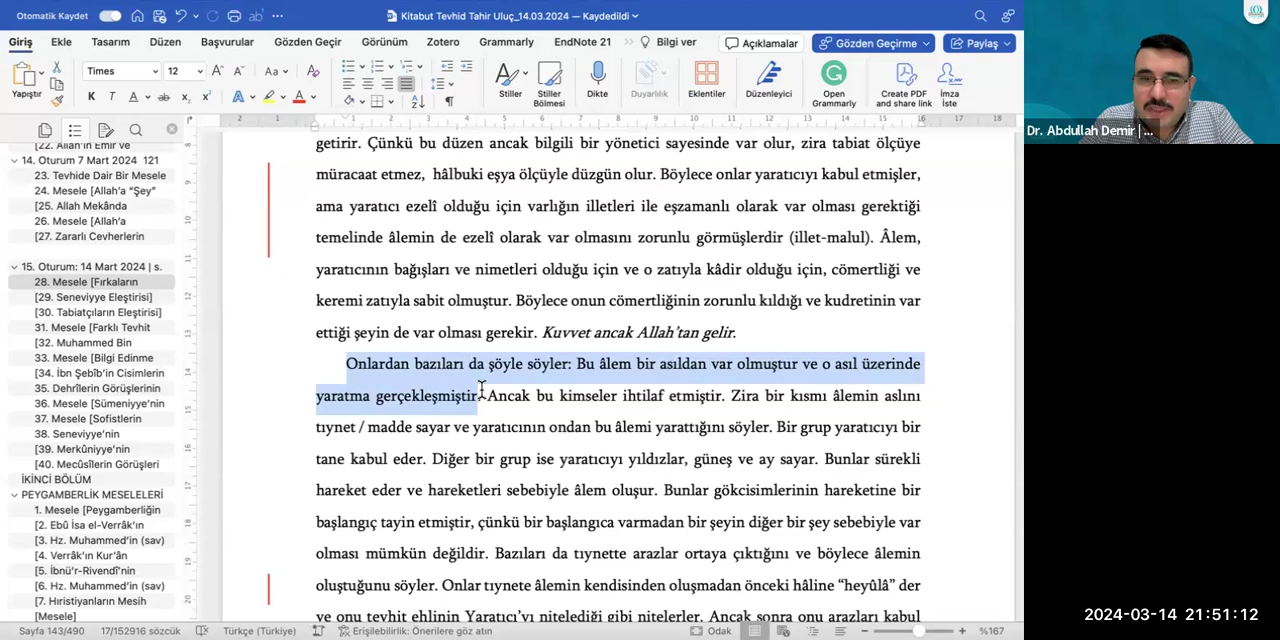 Otomatik Kaydet
Kitabut Tevhid Tahir Uluç_14.03.2024 — Kaydedildi
Giriş Ekle Tasarım Düzen Başvurular Gözden Geçir Görünüm Zotero Grammarly EndNote 21 Bilgi ver Açıklamalar Gözden Geçirme Paylaş
Yapıştır
Times 12
K T A
Stiller
Stiller Bölmesi
Dikte
Duyarlılık
Eklentiler
Düzenleyici
Open Grammarly
Create PDF and share link
İmza İste
[22. Allah'ın Emir ve
14. Oturum 7 Mart 2024 121
23. Tevhide Dair Bir Mesele
24. Mesele [Allah'a "Şey"
[25. Allah Mekânda
26. Mesele [Allah'a
[27. Zararlı Cevherlerin
15. Oturum: 14 Mart 2024 | s.
28. Mesele [Fırkaların
[29. Seneviyye Eleştirisi]
[30. Tabiatçıların Eleştirisi]
31. Mesele [Farklı Tevhit
32. Muhammed Bin
33. Mesele [Bilgi Edinme
[34. İbn Şebîb'in Cisimlerin
35. Dehrîlerin Görüşlerinin
36. Mesele [Sümeniyye'nin
37. Mesele [Sofistlerin
38. Seneviyye'nin
[39. Merkûniyye'nin
[40. Mecûsîlerin Görüşleri
İKİNCİ BÖLÜM
PEYGAMBERLİK MESELELERİ
1. Mesele [Peygamberliğin
[2. Ebû İsa el-Verrâk'ın
[3. Hz. Muhammed'in (sav)
[4. Verrâk'ın Kur'ân
[5. İbnü'r-Rivendî'nin
[6. Hz. Muhammed'in (sav)
[7. Hıristiyanların Mesih
[Mesele]
getirir. Çünkü bu düzen ancak bilgili bir yönetici sayesinde var olur, zira tabiat ölçüye
müracaat etmez, hâlbuki eşya ölçüyle düzgün olur. Böylece onlar yaratıcıyı kabul etmişler,
ama yaratıcı ezelî olduğu için varlığın illetleri ile eşzamanlı olarak var olması gerektiği
temelinde âlemin de ezelî olarak var olmasını zorunlu görmüşlerdir (illet-malul). Âlem,
yaratıcının bağışları ve nimetleri olduğu için ve o zatıyla kâdir olduğu için, cömertliği ve
keremi zatıyla sabit olmuştur. Böylece onun cömertliğinin zorunlu kıldığı ve kudretinin var
ettiği şeyin de var olması gerekir. Kuvvet ancak Allah'tan gelir.
Onlardan bazıları da şöyle söyler: Bu âlem bir asıldan var olmuştur ve o asıl üzerinde
yaratma gerçekleşmiştir. Ancak bu kimseler ihtilaf etmiştir. Zira bir kısmı âlemin aslını
tıynet / madde sayar ve yaratıcının ondan bu âlemi yarattığını söyler. Bir grup yaratıcıyı bir
tane kabul eder. Diğer bir grup ise yaratıcıyı yıldızlar, güneş ve ay sayar. Bunlar sürekli
hareket eder ve hareketleri sebebiyle âlem oluşur. Bunlar gökcisimlerinin hareketine bir
başlangıç tayin etmiştir, çünkü bir başlangıca varmadan bir şeyin diğer bir şey sebebiyle var
olması mümkün değildir. Bazıları da tıynette arazlar ortaya çıktığını ve böylece âlemin
oluştuğunu söyler. Onlar tıynete âlemin kendisinden oluşmadan önceki hâline "heyûlâ" der
ve onu tevhit ehlinin Yaratıcı'yı nitelediği gibi nitelerler. Ancak sonra onu arazları kabul
Sayfa 143/490 17/152916 sözcük Türkçe (Türkiye) Erişilebilirlik: Önerilere göz atın Odak %167
Dr. Abdullah Demir | ...
2024-03-14 21:51:12